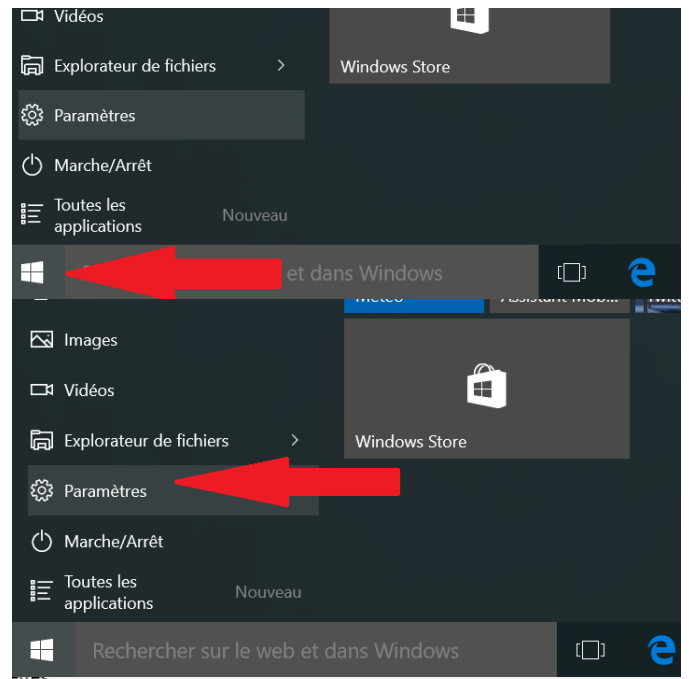 Vidéos
Explorateur de fichiers
Windows Store
Paramètres
Marche/Arrêt
Toutes les
applications
Nouveau
et dans Windows
Images
Vidéos
Explorateur de fichiers
Windows Store
Paramètres
Marche/Arrêt
Toutes les
applications
Nouveau
Rechercher sur le web et dans Windows